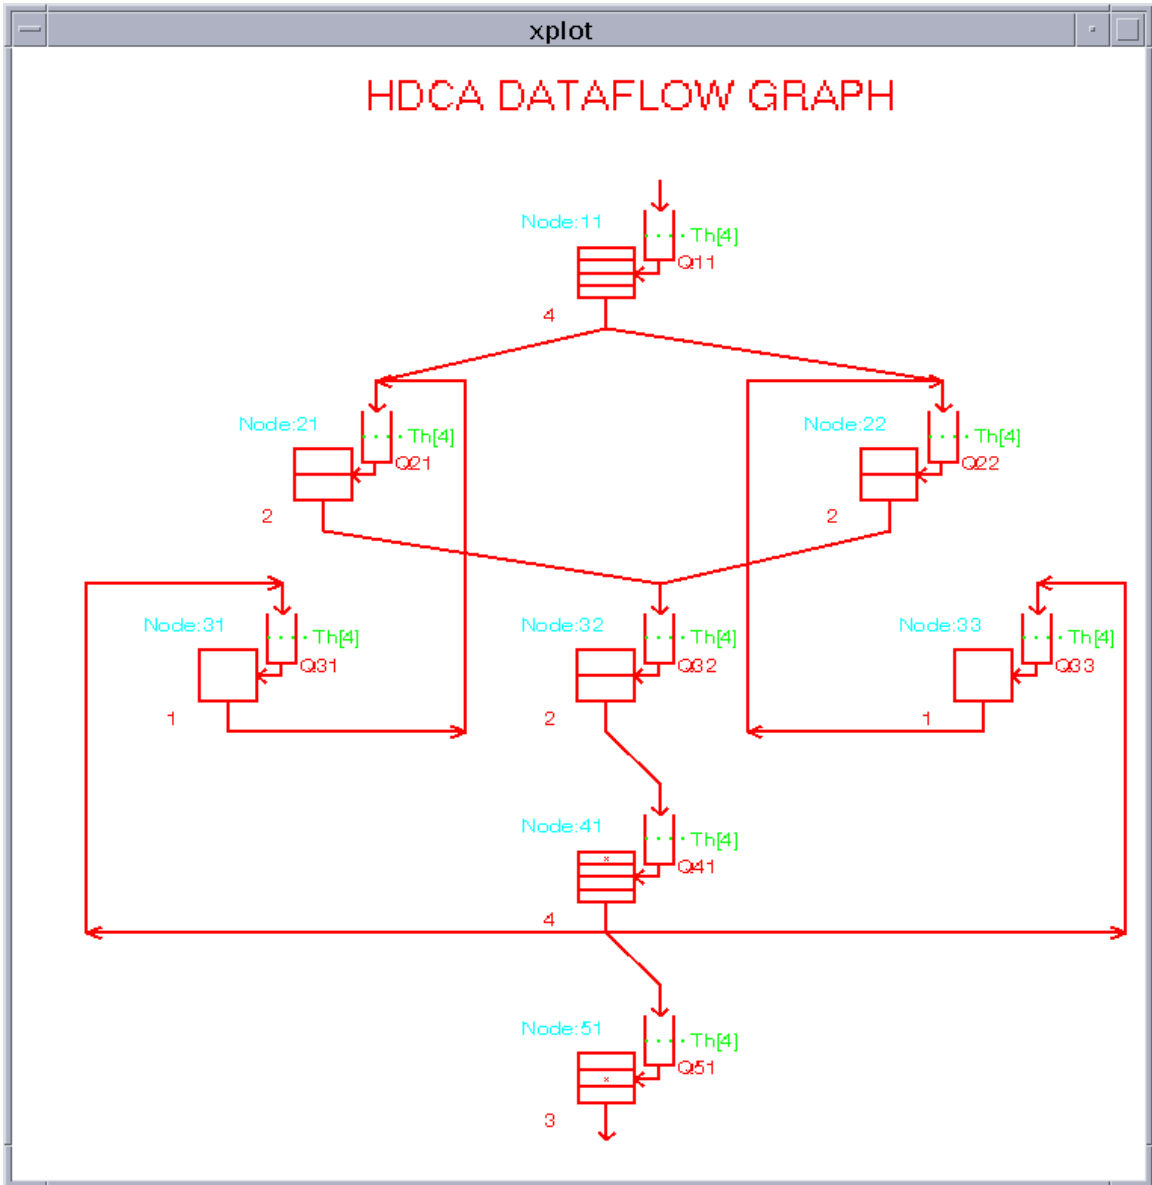 xplot
HDCA DATAFLOW GRAPH
Node:11
Th[4]
Q11
4
Node:21
Th[4]
Q21
2
Node:22
Th[4]
Q22
2
Node:31
Th[4]
Q31
1
Node:32
Th[4]
Q32
2
Node:33
Th[4]
Q33
1
Node:41
Th[4]
x
Q41
4
Node:51
Th[4]
Q51
x
3